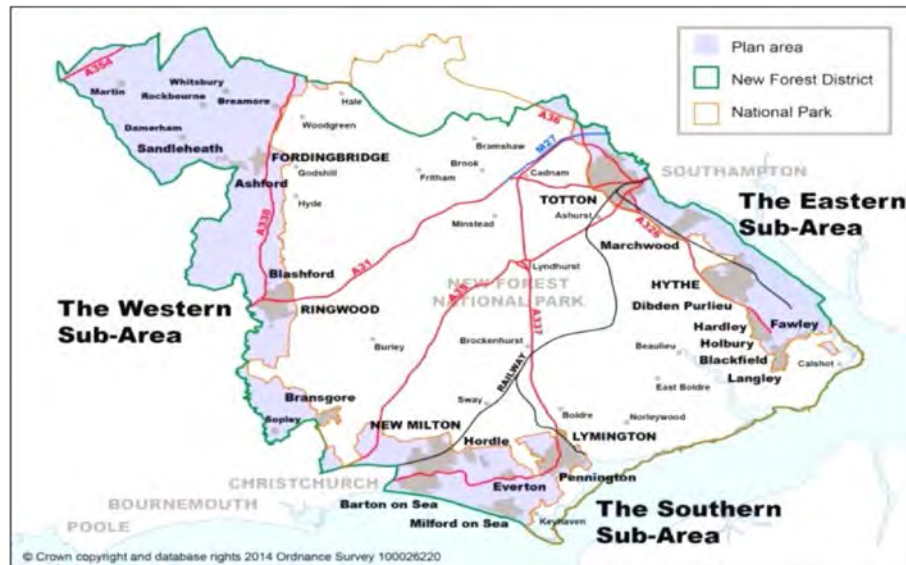 Plan area
New Forest District
National Park
A354
Martin
Whitsbury
Rockbourne
Breamore
Damerham
Sandleheath
Hale
Woodgreen
FORDINGBRIDGE
Godshill
Ashford
Hyde
A338
Bramshaw
Brook
Fritham
A36
M27
Cadnam
SOUTHAMPTON
TOTTON
Ashurst
Minstead
The Eastern
Sub-Area
Marchwood
A326
Blashford
A31
Lyndhurst
NEW FOREST
NATIONAL PARK
HYTHE
Dibden Purlieu
The Western
Sub-Area
RINGWOOD
A35
A337
Hardley
Fawley
Holbury
Blackfield
Calshot
Langley
Burley
Brockenhurst
Beaulieu
RAILWAY
East Boldre
Bransgore
Sopley
Sway
Boldre
Norleywood
NEW MILTON
Hordle
LYMINGTON
Pennington
CHRISTCHURCH
Everton
BOURNEMOUTH
Barton on Sea
POOLE
Milford on Sea
Keyhaven
The Southern
Sub-Area
© Crown copyright and database rights 2014 Ordnance Survey 100026220